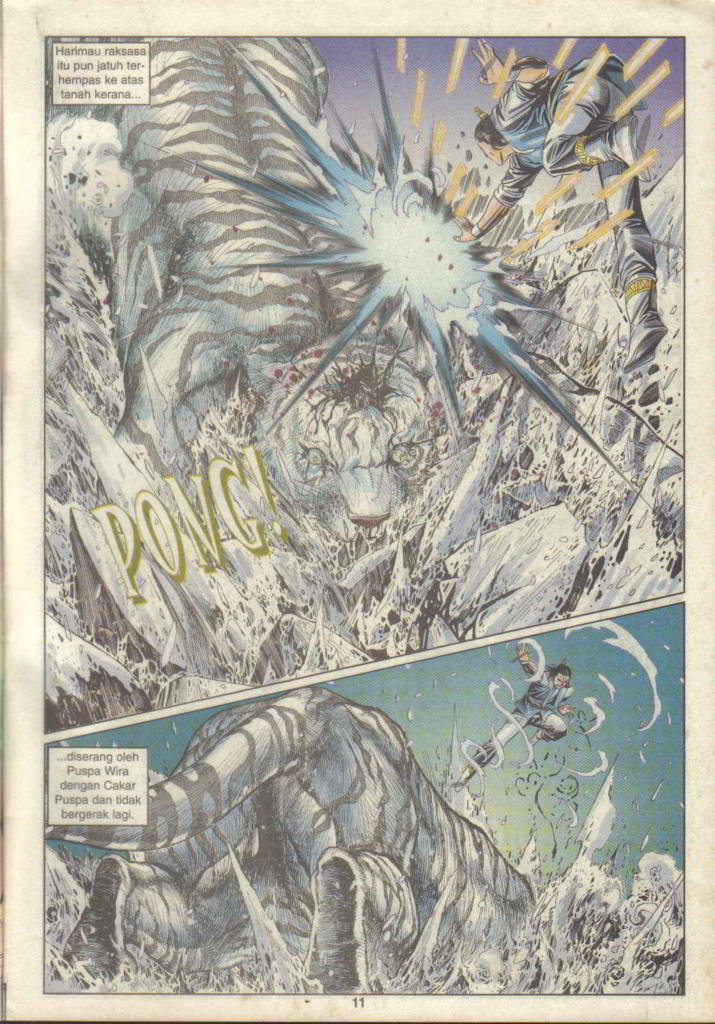 Harimau raksasa
itu pun jatuh ter-
hempas ke atas
tanah kerana...
PONG!
...diserang oleh
Puspa Wira
dengan Cakar
Puspa dan tidak
bergerak lagi.
11